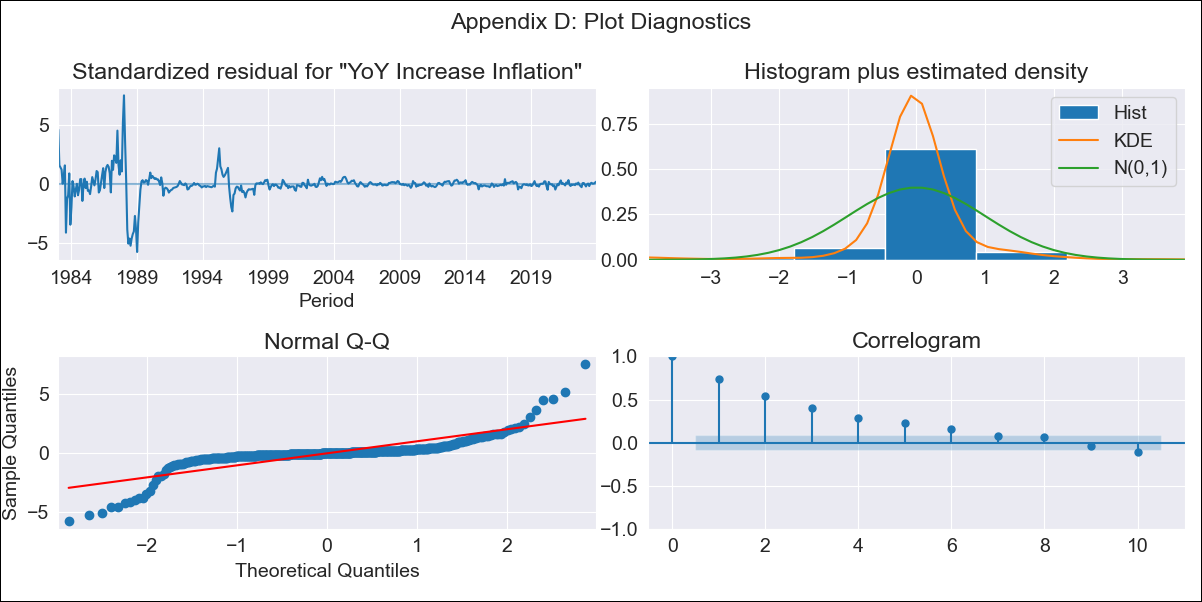 Appendix D: Plot Diagnostics
Standardized residual for "YoY Increase Inflation"
5
0
−5
1984 1989 1994 1999 2004 2009 2014 2019
Period
Histogram plus estimated density
0.75
0.50
0.25
0.00
−3 −2 −1 0 1 2 3
Hist
KDE
N(0,1)
Normal Q-Q
Sample Quantiles
5
0
−5
−2 −1 0 1 2
Theoretical Quantiles
Correlogram
1.0
0.5
0.0
−0.5
−1.0
0 2 4 6 8 10